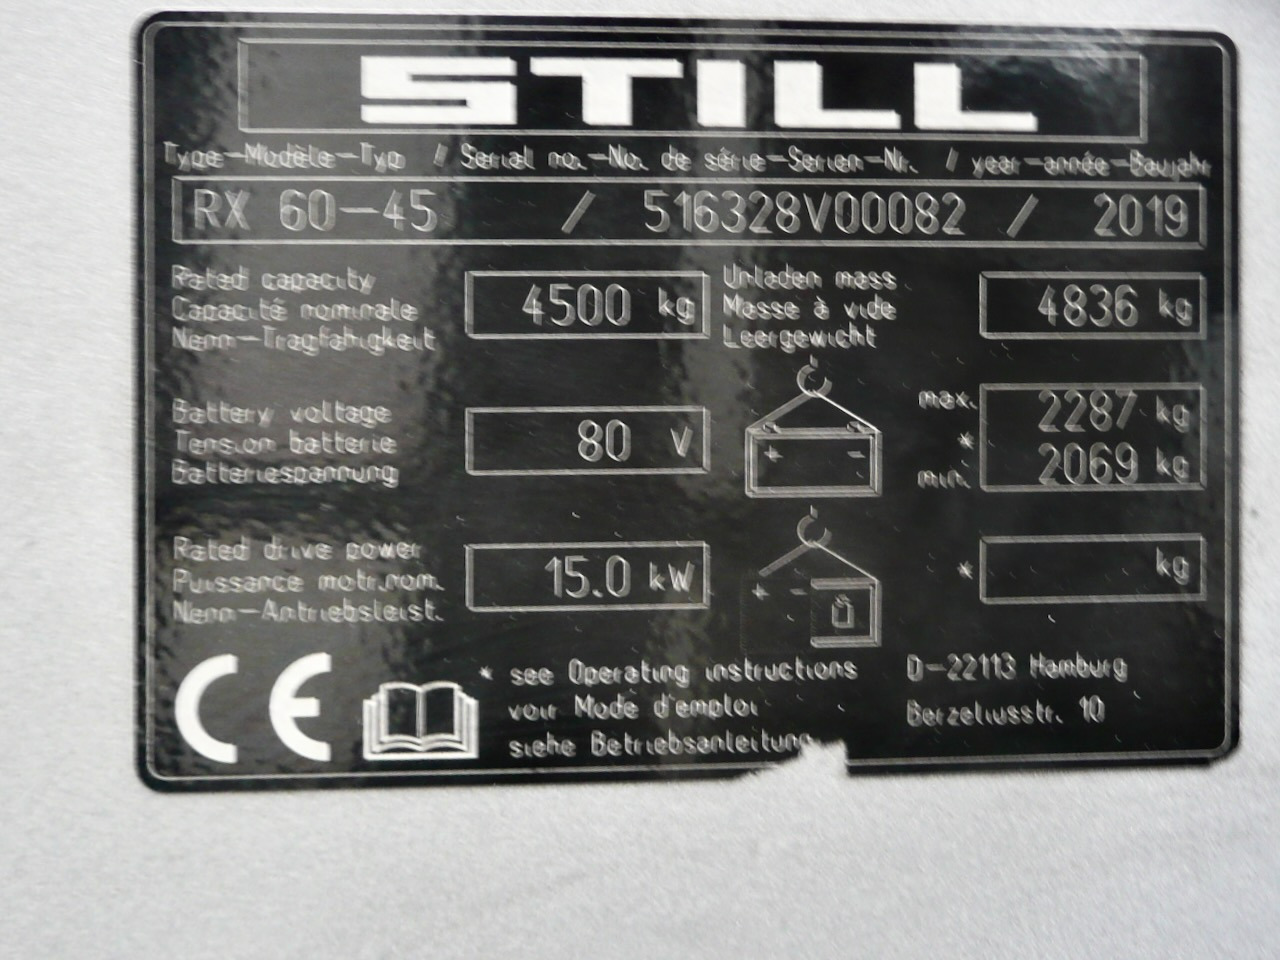 STILL
Type-Modèle-Typ / Serial no.-No. de série-Serien-Nr. / year-année-Baujahr
RX 60-45 / 516328V00082 / 2019
Rated capacity
Capacité nominale
Nenn-Tragfähigkeit
4500 kg
Unladen mass
Masse à vide
Leergewicht
4836 kg
Battery voltage
Tension batterie
Batteriespannung
80 V
+ -
max. 2287 kg
*
min. 2069 kg
Rated drive power
Puissance motr.nom.
Nenn-Antriebsleist.
15.0 kW
+ -
* kg
CE
* see Operating instructions
voir Mode d'emploi
siehe Betriebsanleitung
D-22113 Hamburg
Berzeliusstr. 10